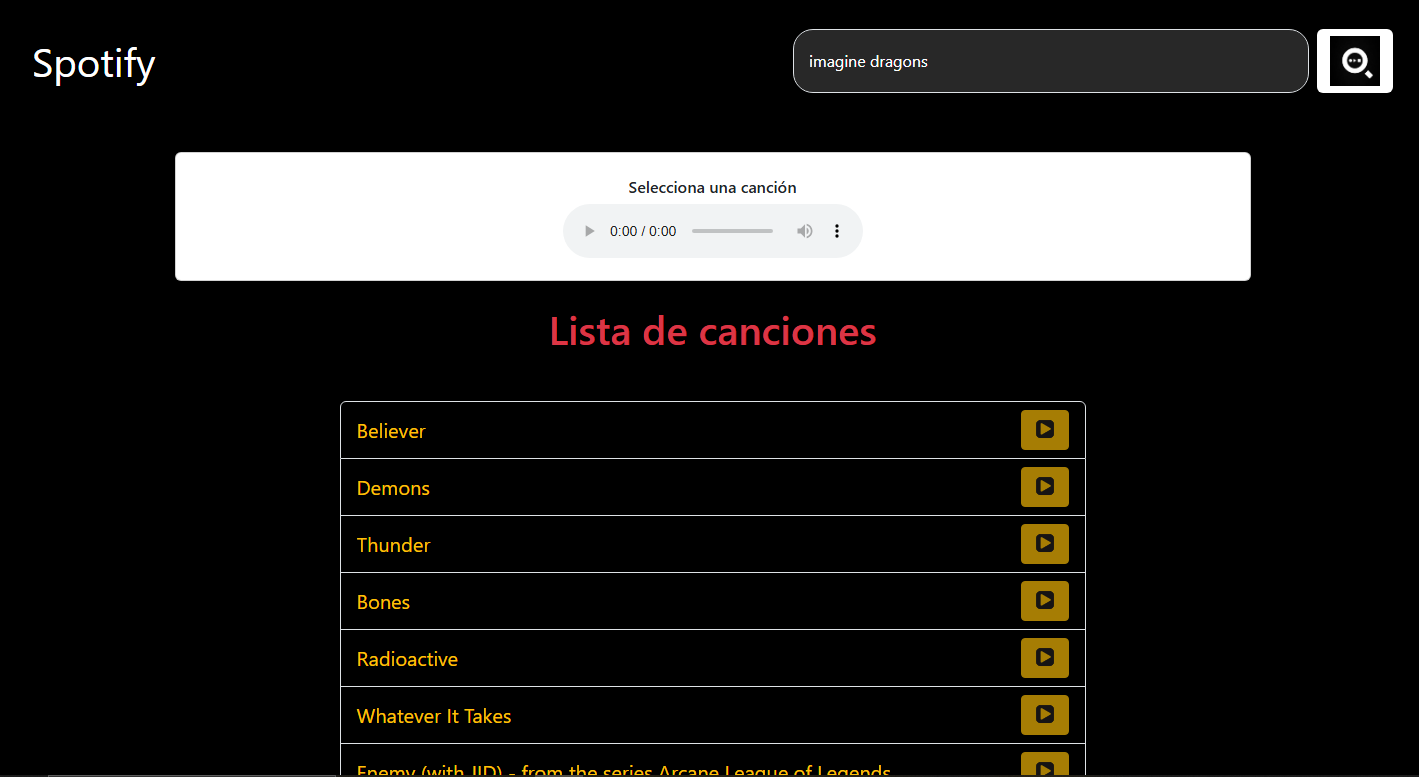 Spotify
imagine dragons
Selecciona una canción
0:00 / 0:00
Lista de canciones
Believer
Demons
Thunder
Bones
Radioactive
Whatever It Takes
Enemy (with JID) - from the series Arcane League of Legends